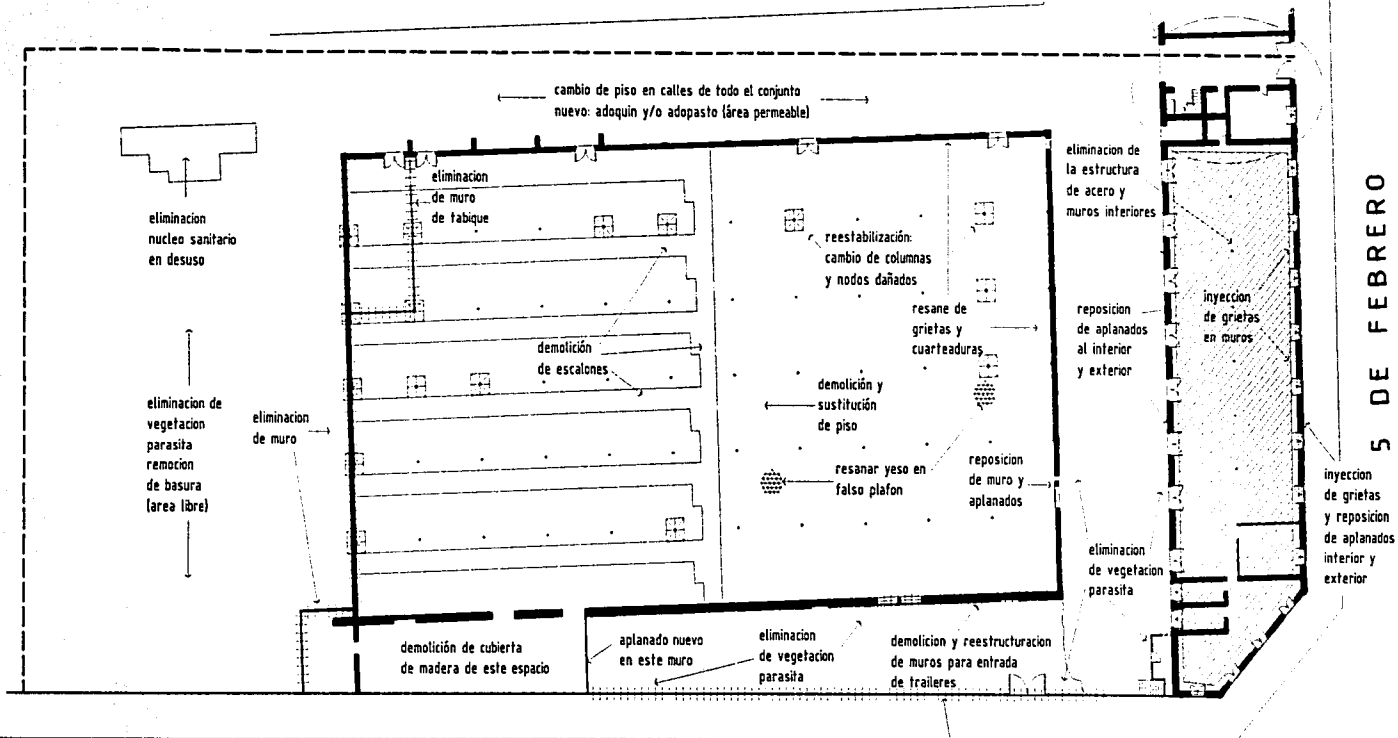 cambio de piso en calles de todo el conjunto
nuevo: adoquin y/o adopasto (área permeable)
eliminacion
nucleo sanitario
en desuso
eliminacion
de muro
de tabique
eliminacion de
la estructura
de acero y
muros interiores
reestabilización:
cambio de columnas
y nodos dañados
resane de
grietas y
cuarteaduras
reposicion
de aplanados
al interior
y exterior
inyeccion
de grietas
en muros
5 DE FEBRERO
demolición
de escalones
eliminacion de
vegetacion
parasita
remocion
de basura
(area libre)
eliminacion
de muro
demolición y
sustitución
de piso
resanar yeso en
falso plafon
reposicion
de muro y
aplanados
inyeccion
de grietas
y reposicion
de aplanados
interior y
exterior
eliminacion
de vegetacion
parasita
demolición de cubierta
de madera de este espacio
aplanado nuevo
en este muro
eliminacion
de vegetacion
parasita
demolicion y reestructuracion
de muros para entrada
de traileres